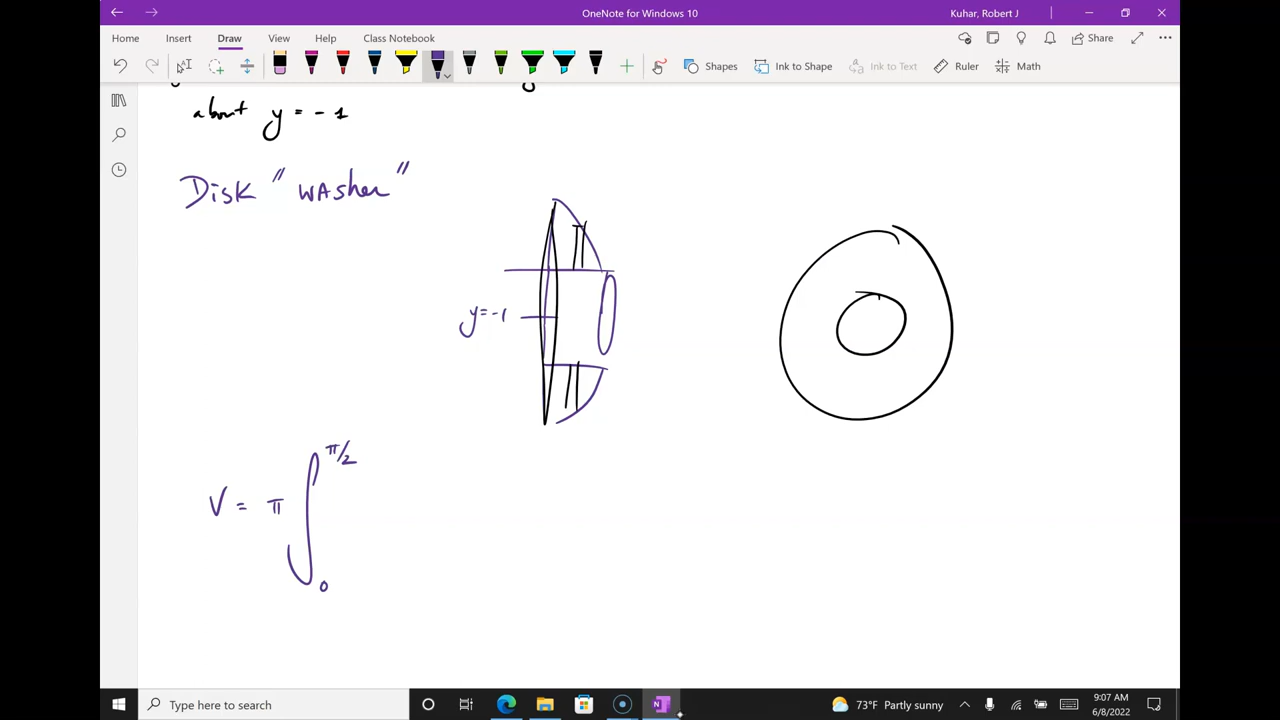 OneNote for Windows 10
Kuhar, Robert J
Home
Insert
Draw
View
Help
Class Notebook
Share
Shapes
Ink to Shape
Ink to Text
Ruler
Math
about y = -1
Disk "WAsher"
y=-1
V = π ∫ π/2
0
Type here to search
73°F Partly sunny
9:07 AM
6/8/2022